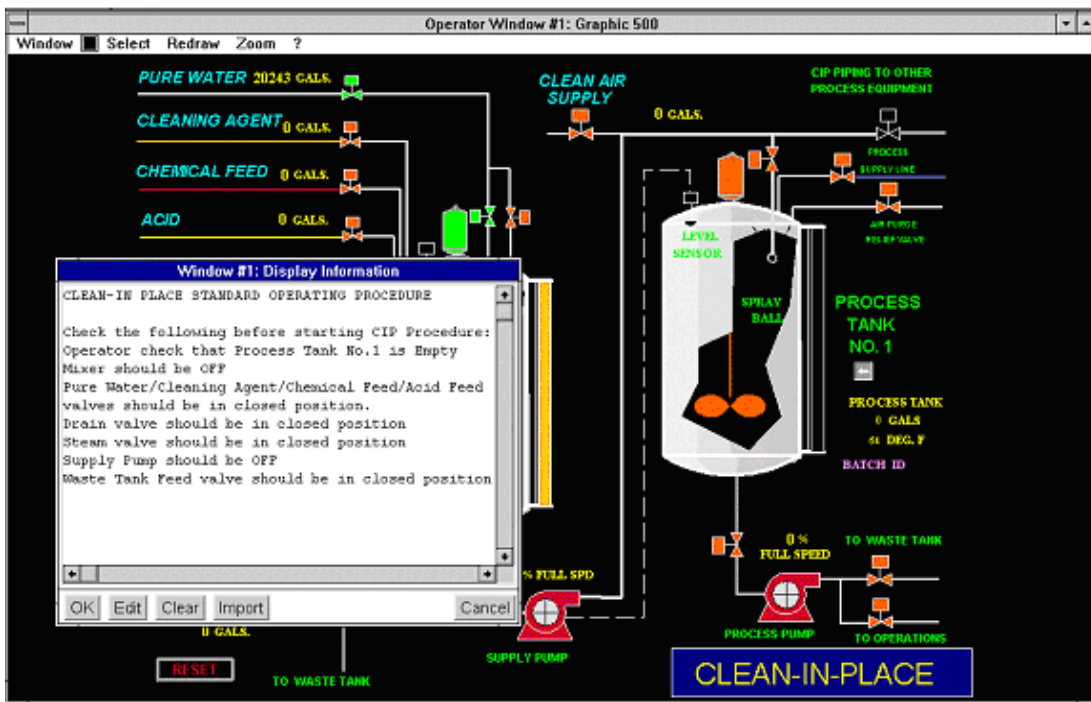 Operator Window #1: Graphic 500
Window Select Redraw Zoom ?
PURE WATER 20243 GALS.
CLEANING AGENT 0 GALS.
CHEMICAL FEED 0 GALS.
ACID 0 GALS.
CLEAN AIR
SUPPLY
0 GALS.
CIP PIPING TO OTHER
PROCESS EQUIPMENT
PROCESS
SUPPLY LINE
AIR PURGE
RELIEF VALVE
LEVEL
SENSOR
SPRAY
BALL
PROCESS
TANK
NO. 1
PROCESS TANK
0 GALS
61 DEG. F
BATCH ID
Window #1: Display Information
CLEAN-IN PLACE STANDARD OPERATING PROCEDURE
Check the following before starting CIP Procedure:
Operator check that Process Tank No.1 is Empty
Mixer should be OFF
Pure Water/Cleaning Agent/Chemical Feed/Acid Feed
valves should be in closed position.
Drain valve should be in closed position
Steam valve should be in closed position
Supply Pump should be OFF
Waste Tank Feed valve should be in closed position
OK Edit Clear Import Cancel
% FULL SPD
0 GALS.
RESET
TO WASTE TANK
SUPPLY PUMP
0 %
FULL SPEED
TO WASTE TANK
PROCESS PUMP
TO OPERATIONS
CLEAN-IN-PLACE